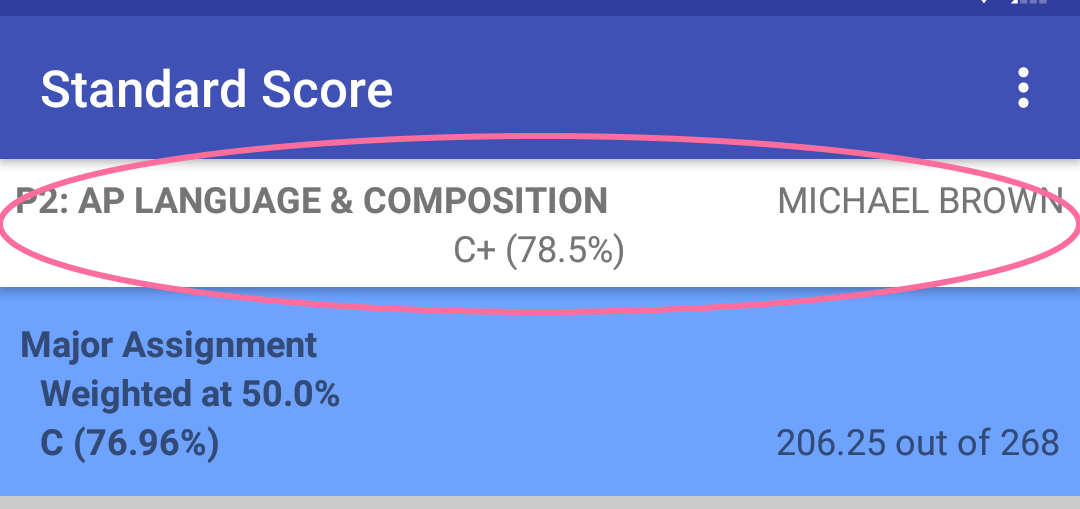 Standard Score
P2: AP LANGUAGE & COMPOSITION MICHAEL BROWN
C+ (78.5%)
Major Assignment
Weighted at 50.0%
C (76.96%) 206.25 out of 268